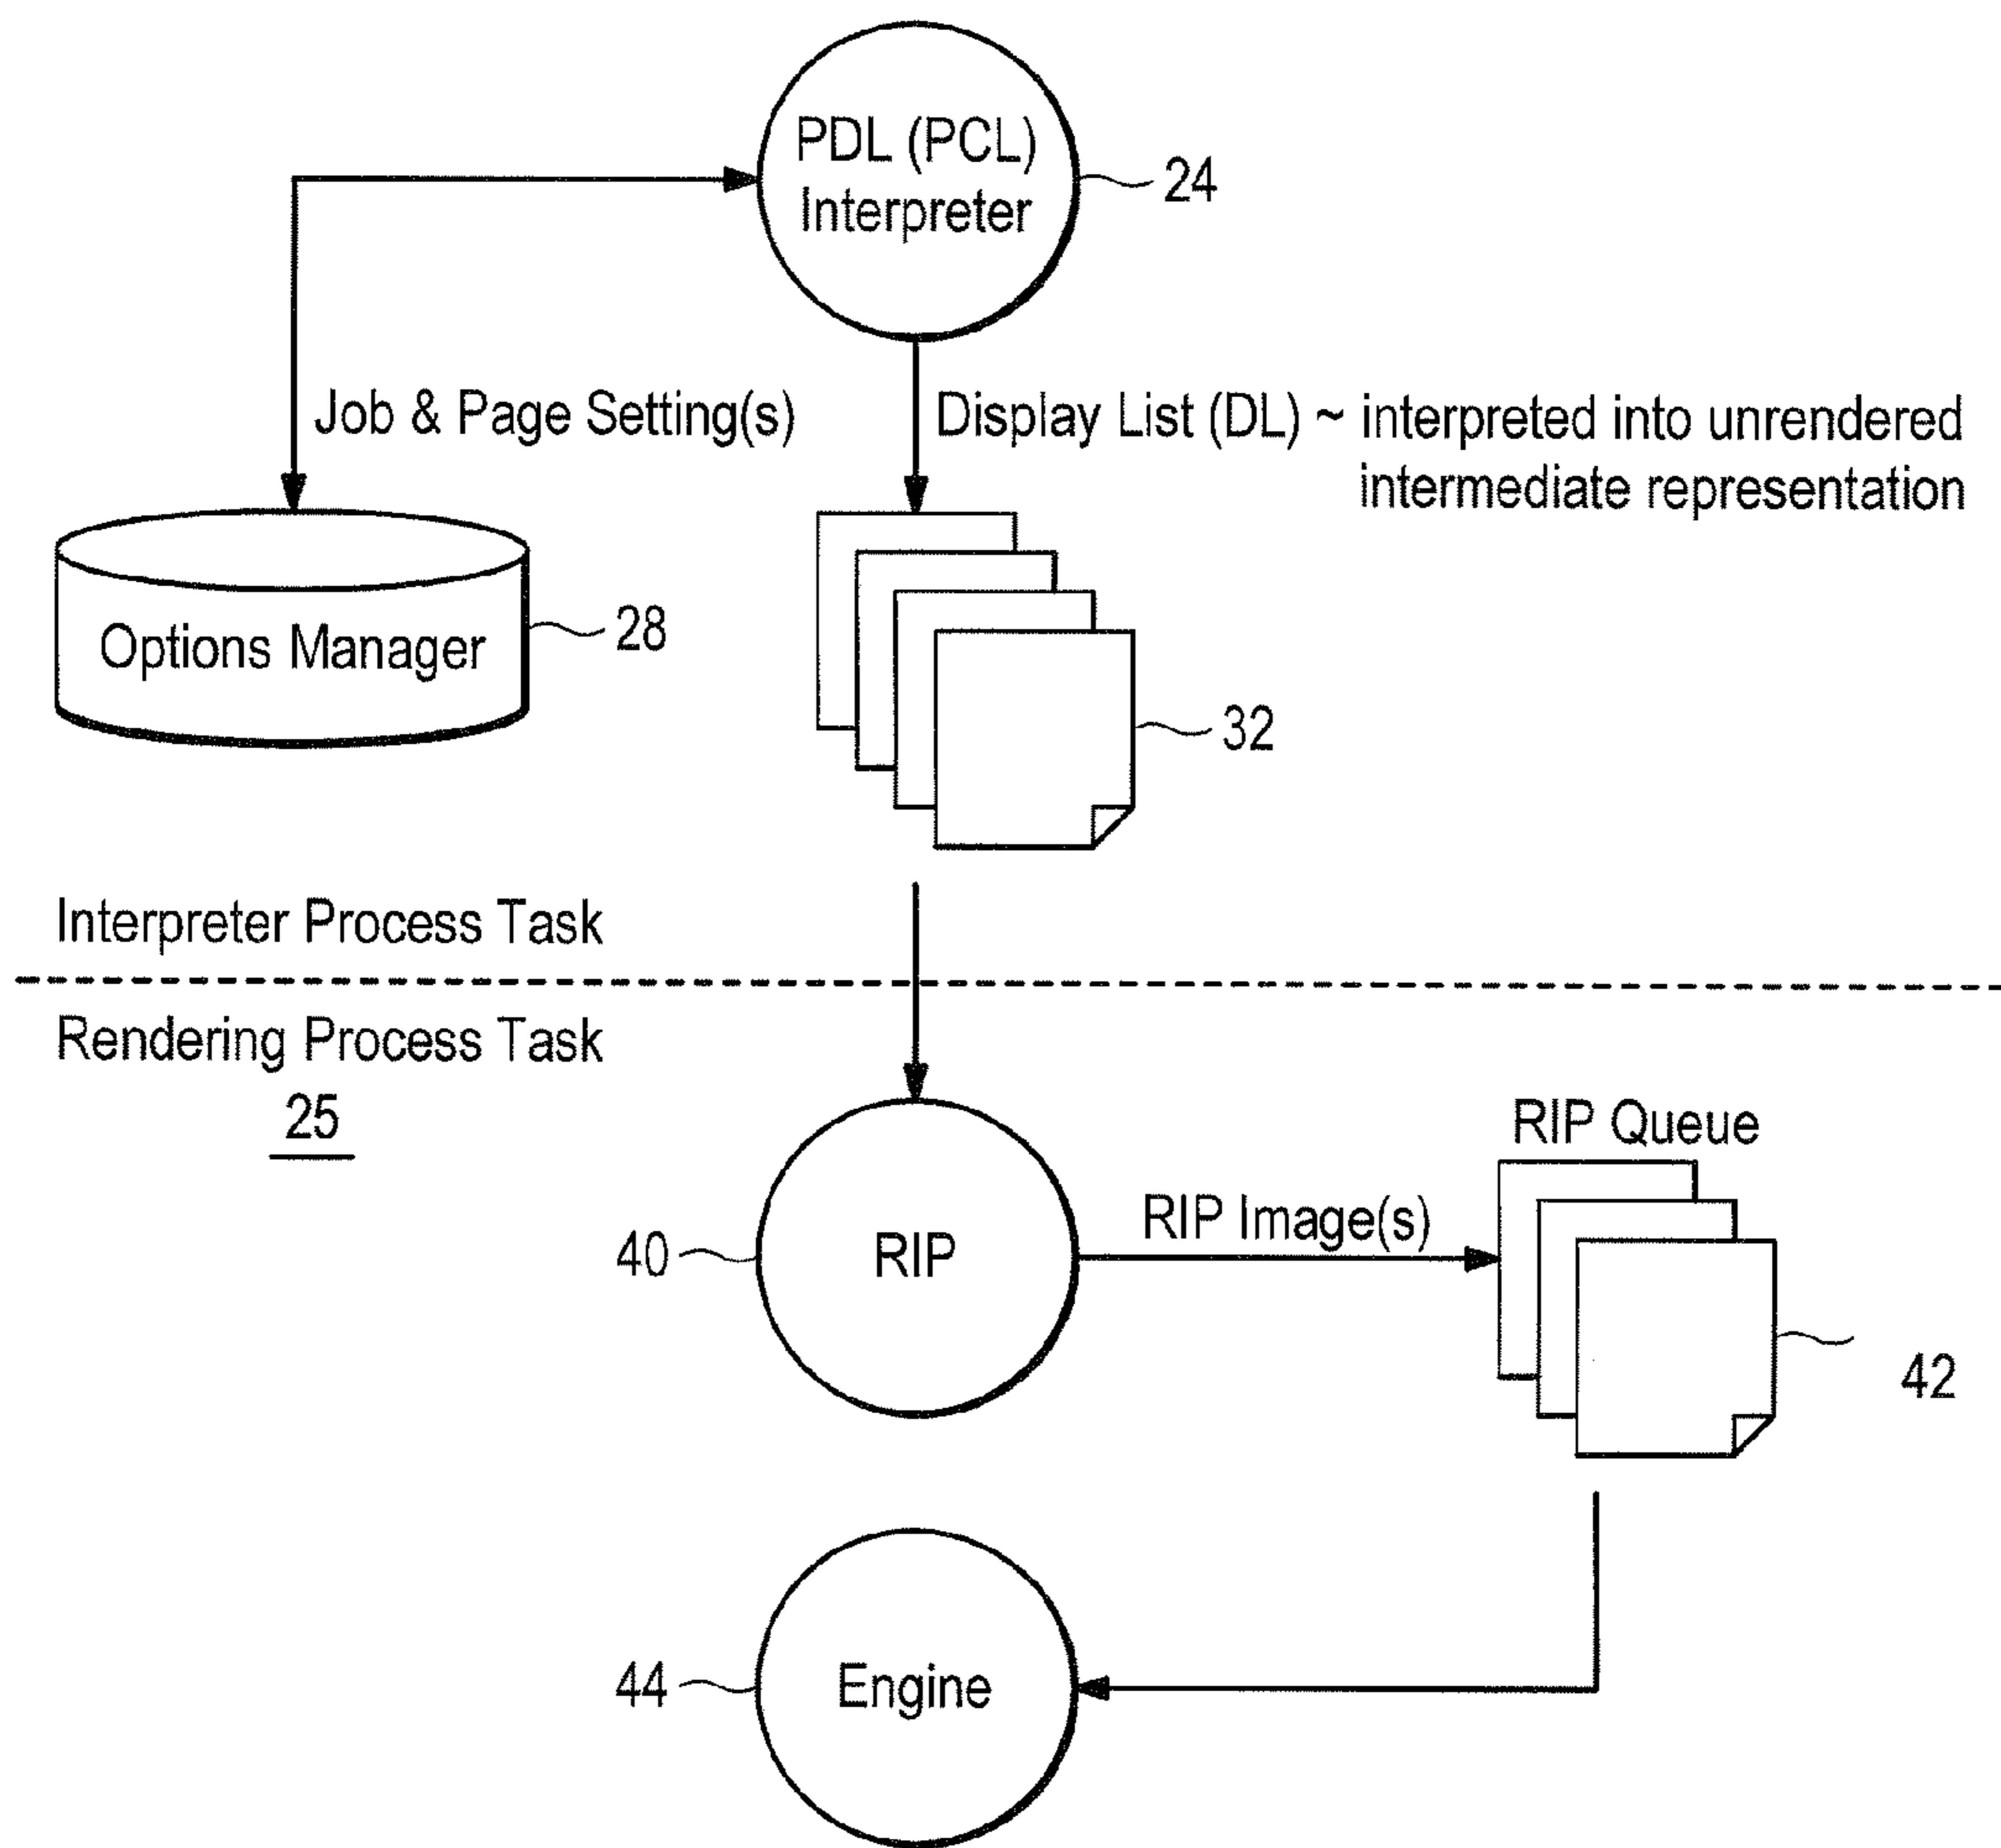 PDL (PCL)
Interpreter
24
Job & Page Setting(s)
Display List (DL) ~ interpreted into unrendered
intermediate representation
Options Manager
28
32
Interpreter Process Task
Rendering Process Task
25
RIP Queue
40
RIP
RIP Image(s)
42
44
Engine